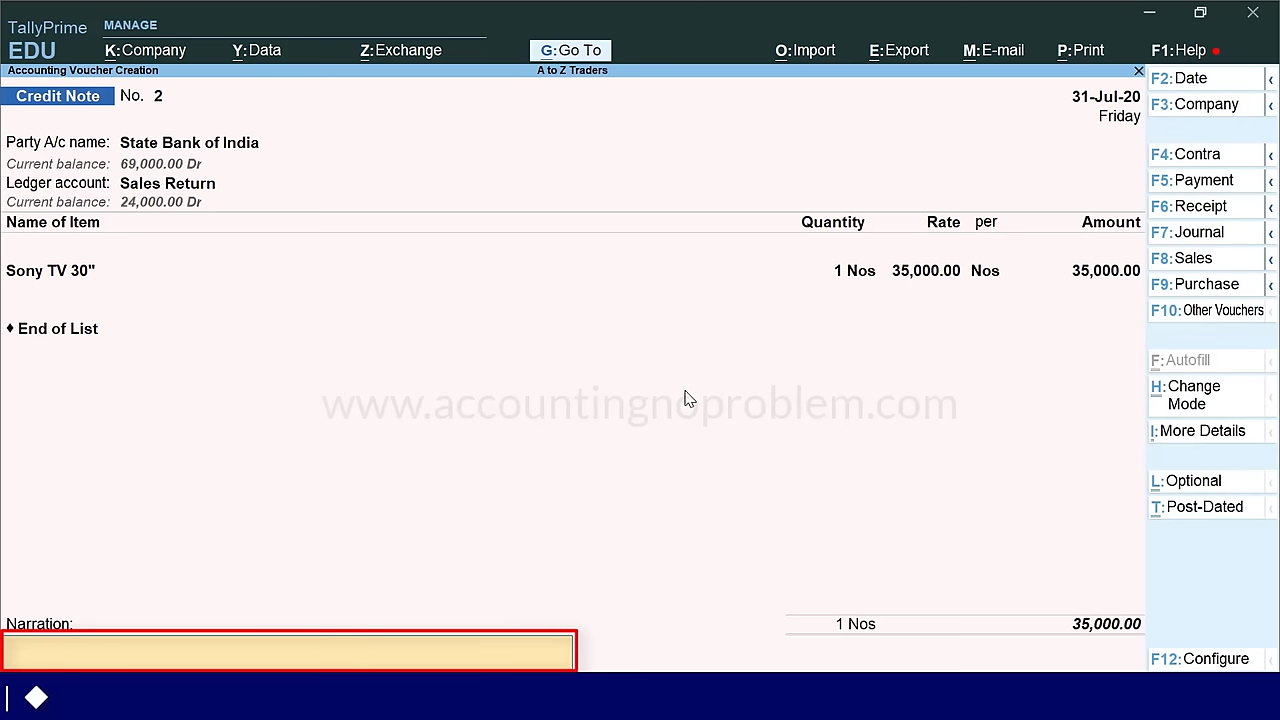 TallyPrime MANAGE
EDU K:Company Y:Data Z:Exchange G:Go To O:Import E:Export M:E-mail P:Print F1:Help
Accounting Voucher Creation A to Z Traders
Credit Note No. 2 31-Jul-20
Friday
Party A/c name: State Bank of India
Current balance: 69,000.00 Dr
Ledger account: Sales Return
Current balance: 24,000.00 Dr
Name of Item Quantity Rate per Amount
Sony TV 30" 1 Nos 35,000.00 Nos 35,000.00
♦ End of List
www.accountingnoproblem.com
Narration: 1 Nos 35,000.00
F2:Date
F3:Company
F4:Contra
F5:Payment
F6:Receipt
F7:Journal
F8:Sales
F9:Purchase
F10:Other Vouchers
F:Autofill
H:Change
Mode
I:More Details
L:Optional
T:Post-Dated
F12:Configure